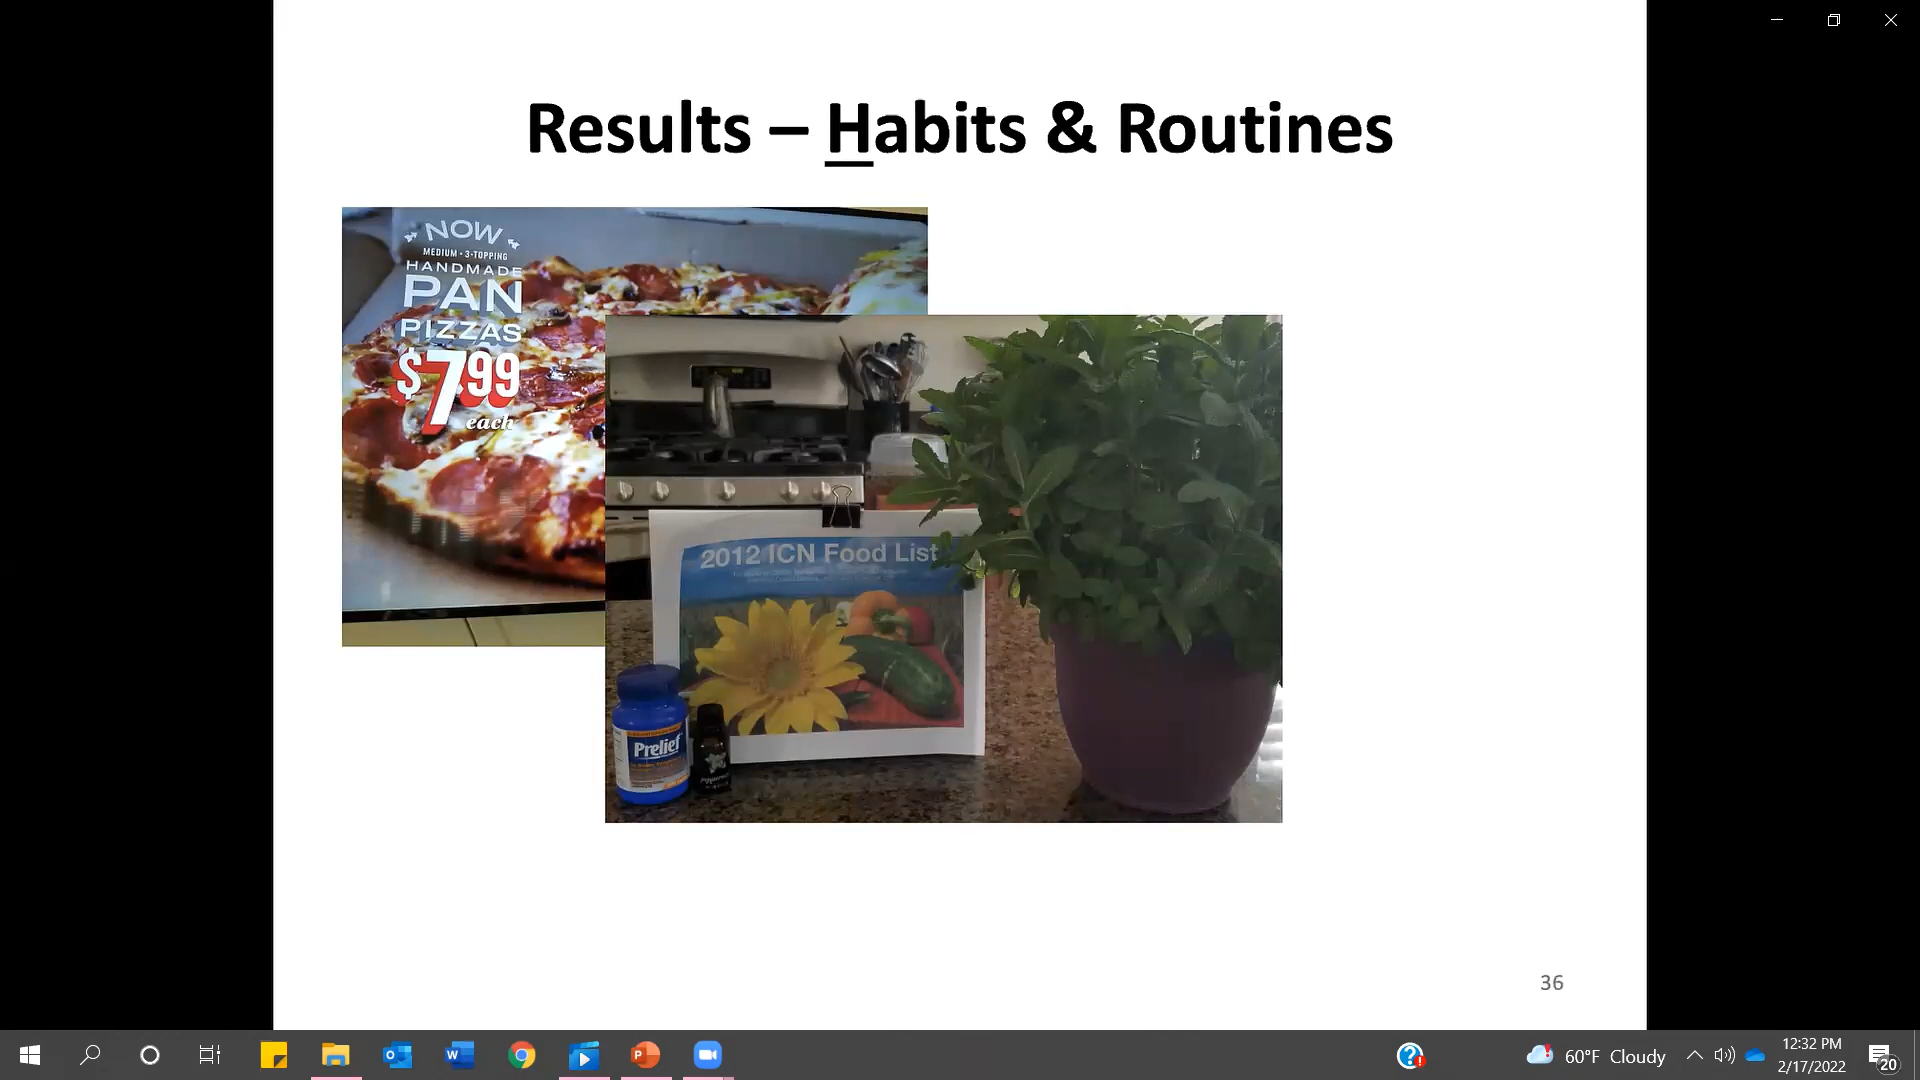 Results – Habits & Routines
NOW
MEDIUM • 3-TOPPING
HANDMADE
PAN
PIZZAS
$7.99
each
2012 ICN Food List
Prelief
36
60°F Cloudy
12:32 PM
2/17/2022
20